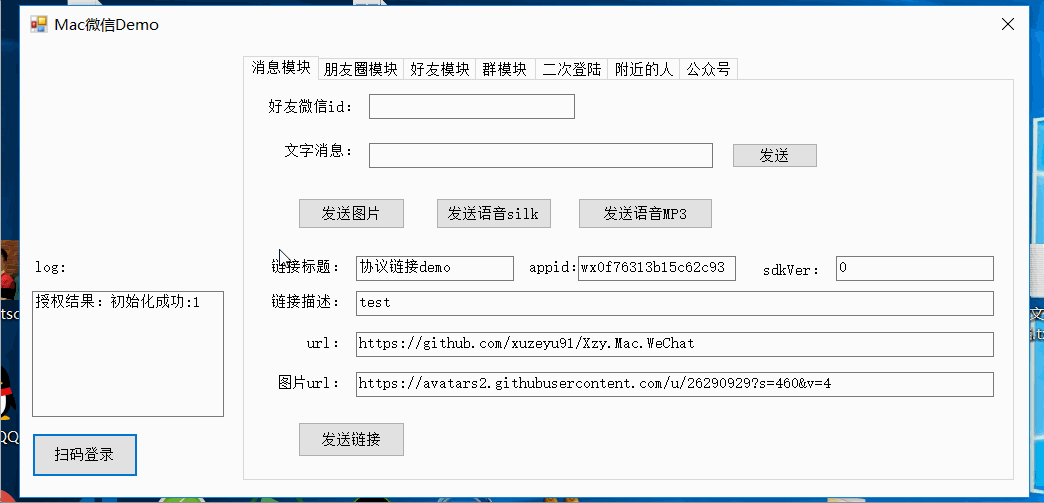 Mac微信Demo
消息模块 朋友圈模块 好友模块 群模块 二次登陆 附近的人 公众号
好友微信id：
文字消息： 发送
发送图片 发送语音silk 发送语音MP3
链接标题： 协议链接demo appid: wx0f76313b15c62c93 sdkVer： 0
链接描述： test
url： https://github.com/xuzeyu91/Xzy.Mac.WeChat
图片url： https://avatars2.githubusercontent.com/u/26290929?s=460&v=4
发送链接
log:
授权结果：初始化成功:1
扫码登录
QQ